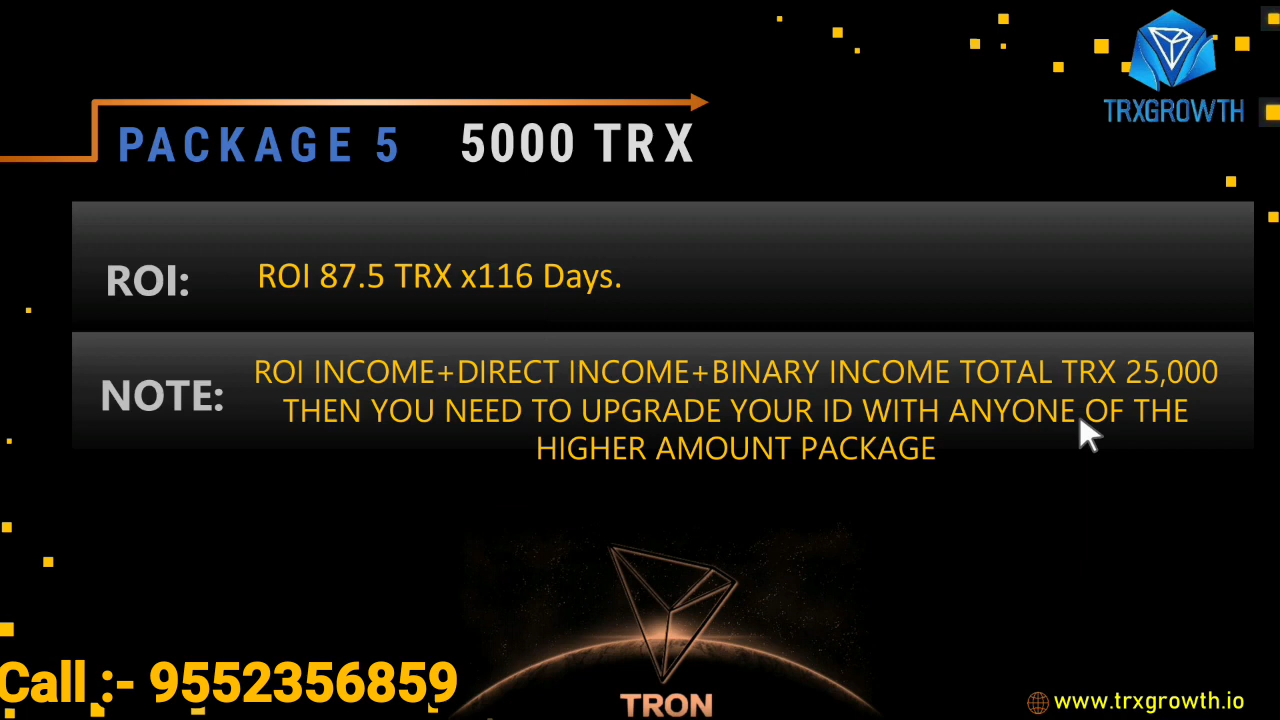 TRXGROWTH
PACKAGE 5 5000 TRX
ROI: ROI 87.5 TRX x116 Days.
NOTE: ROI INCOME+DIRECT INCOME+BINARY INCOME TOTAL TRX 25,000
THEN YOU NEED TO UPGRADE YOUR ID WITH ANYONE OF THE
HIGHER AMOUNT PACKAGE
Call :- 9552356859
TRON
www.trxgrowth.io